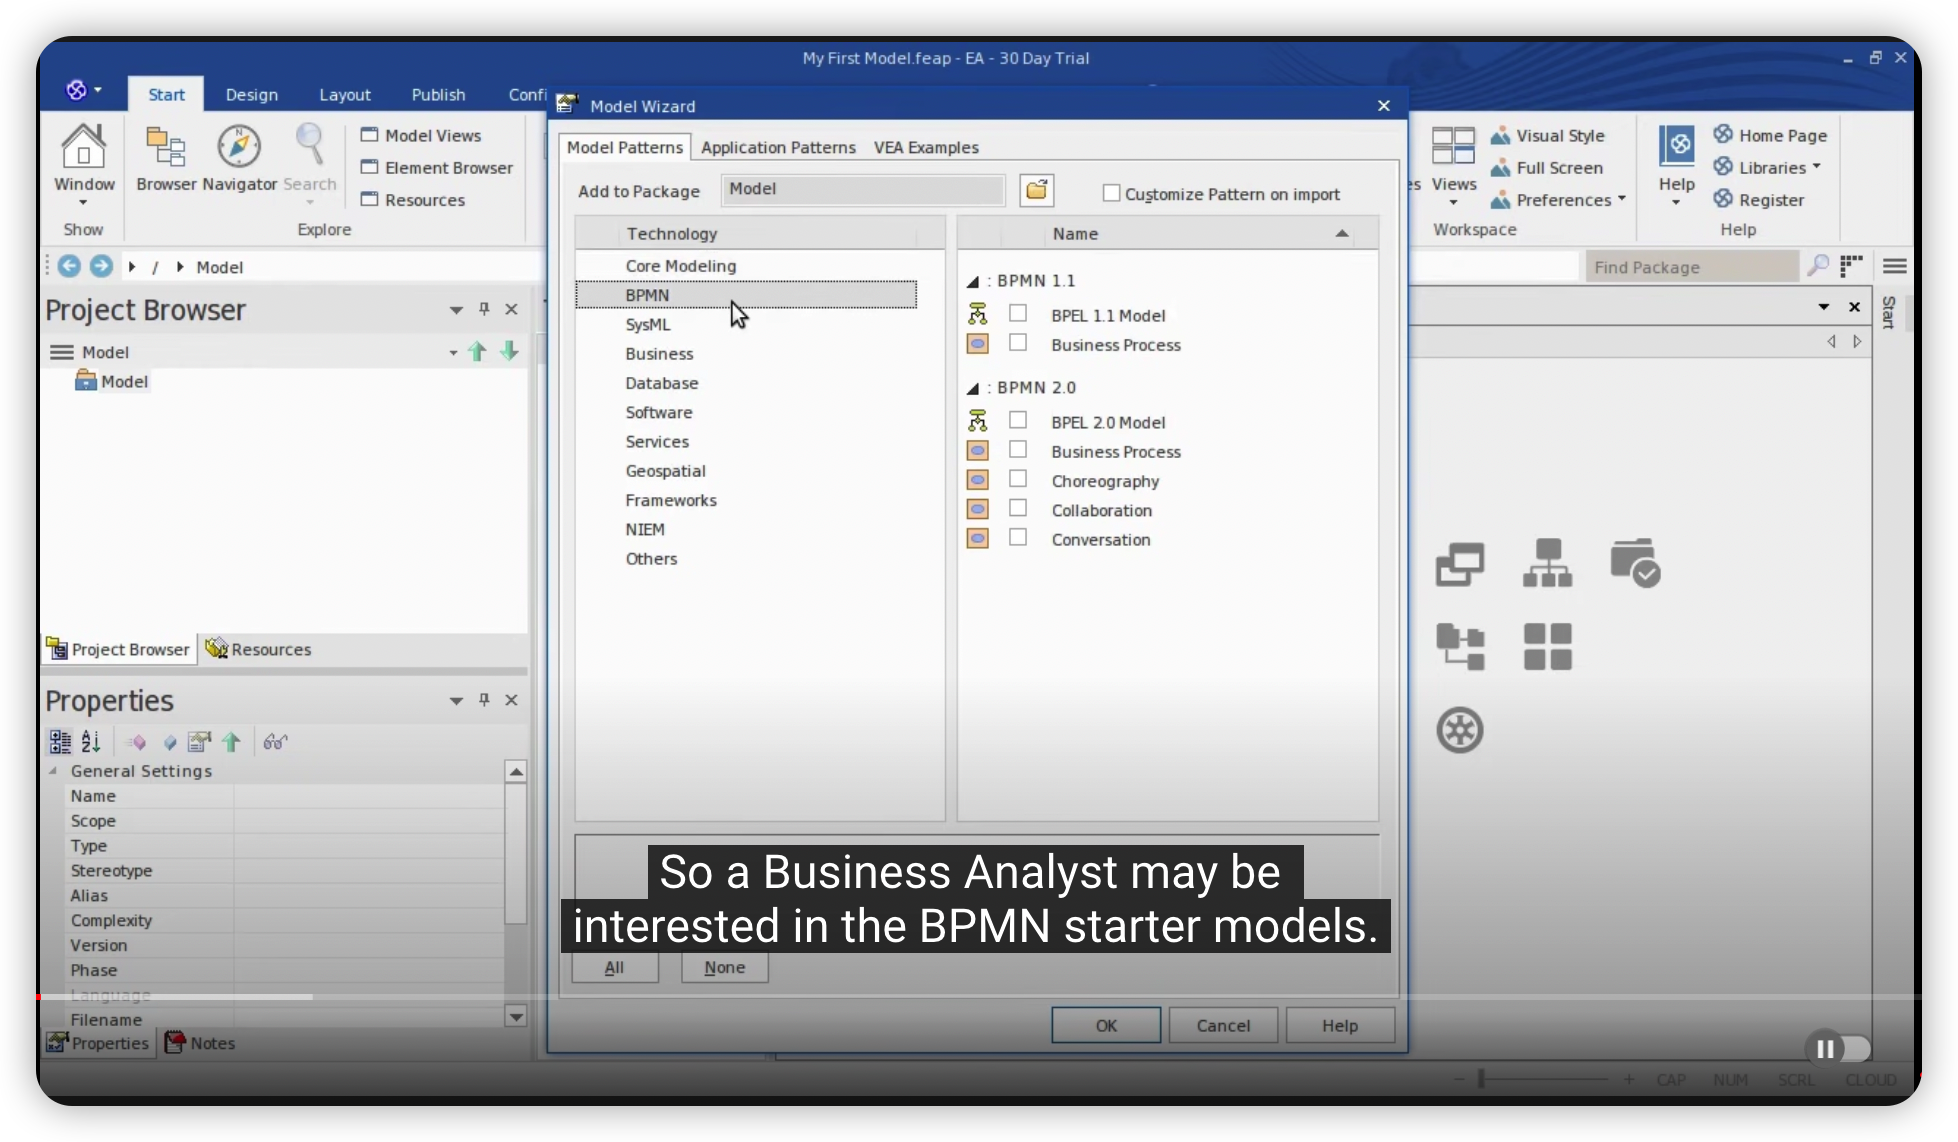 My First Model.feap - EA - 30 Day Trial
Start Design Layout Publish Confi
Window
Show
Browser Navigator Search
Model Views
Element Browser
Resources
Explore
es Views
Visual Style
Full Screen
Preferences
Workspace
Help
Home Page
Libraries
Register
Help
/ Model
Find Package
Project Browser
Model
Model
Project Browser Resources
Properties
General Settings
Name
Scope
Type
Stereotype
Alias
Complexity
Version
Phase
Language
Filename
Properties Notes
Model Wizard
Model Patterns Application Patterns VEA Examples
Add to Package Model Customize Pattern on import
Technology
Core Modeling
BPMN
SysML
Business
Database
Software
Services
Geospatial
Frameworks
NIEM
Others
Name
: BPMN 1.1
BPEL 1.1 Model
Business Process
: BPMN 2.0
BPEL 2.0 Model
Business Process
Choreography
Collaboration
Conversation
So a Business Analyst may be
interested in the BPMN starter models.
All None
OK Cancel Help
Start
CAP NUM SCRL CLOUD